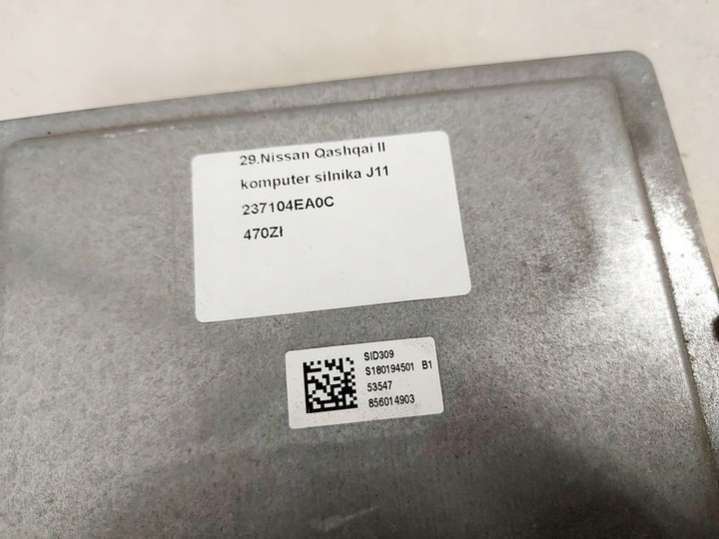 29.Nissan Qashqai II
komputer silnika J11
237104EA0C
470Zł
SID309
S180194501 B1
53547
856014903